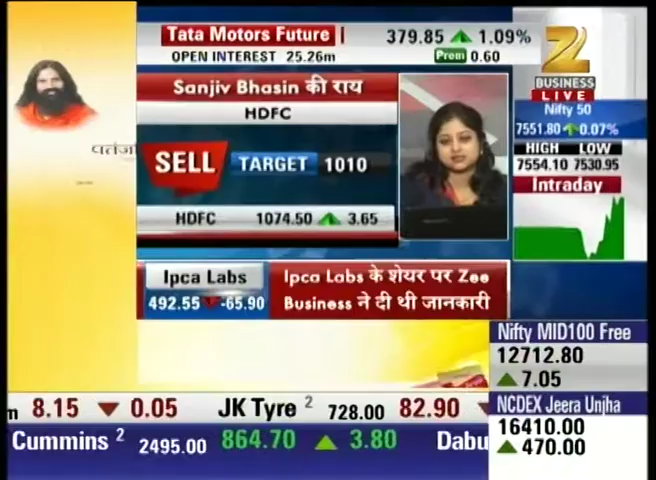 Tata Motors Future
379.85 1.09%
OPEN INTEREST 25.26m
Prem 0.60
Z
BUSINESS
LIVE
Sanjiv Bhasin की राय
HDFC
SELL TARGET 1010
HDFC 1074.50 3.65
पतंज
Nifty 50
7551.80 0.07%
HIGH LOW
7554.10 7530.95
Intraday
Ipca Labs
492.55 -65.90
Ipca Labs के शेयर पर Zee
Business ने दी थी जानकारी
Nifty MID100 Free
12712.80
7.05
m 8.15 0.05 JK Tyre 2 728.00 82.90
NCDEX Jeera Unjha
16410.00
470.00
Cummins 2 2495.00 864.70 3.80 Dabu